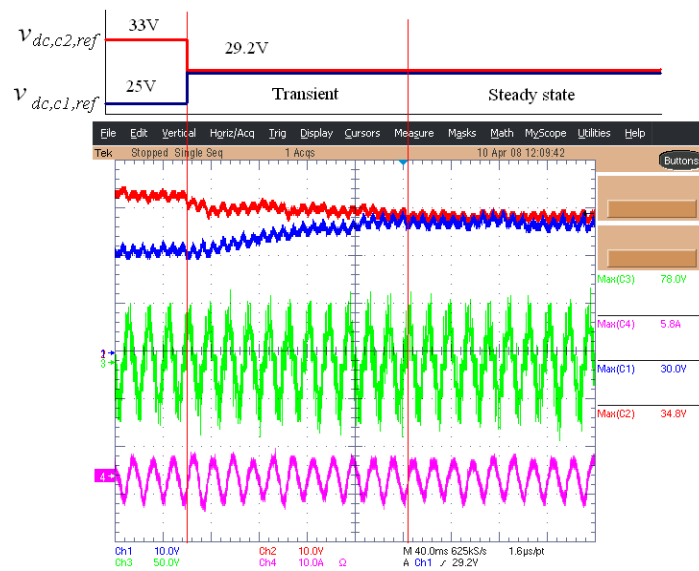 33V
v dc,c2,ref
29.2V
25V
v dc,c1,ref
Transient
Steady state
File Edit Vertical Horiz/Acq Trig Display Cursors Measure Masks Math MyScope Utilities Help
Tek Stopped Single Seq 1 Acqs 10 Apr 08 12:09:42
Buttons
Max(C3) 78.0V
Max(C4) 5.8A
Max(C1) 30.0V
Max(C2) 34.8V
3
4
Ch1 10.0V Ch2 10.0V M 40.0ms 625kS/s 1.6µs/pt
Ch3 50.0V Ch4 10.0A Ω A Ch1 ⁄ 29.2V